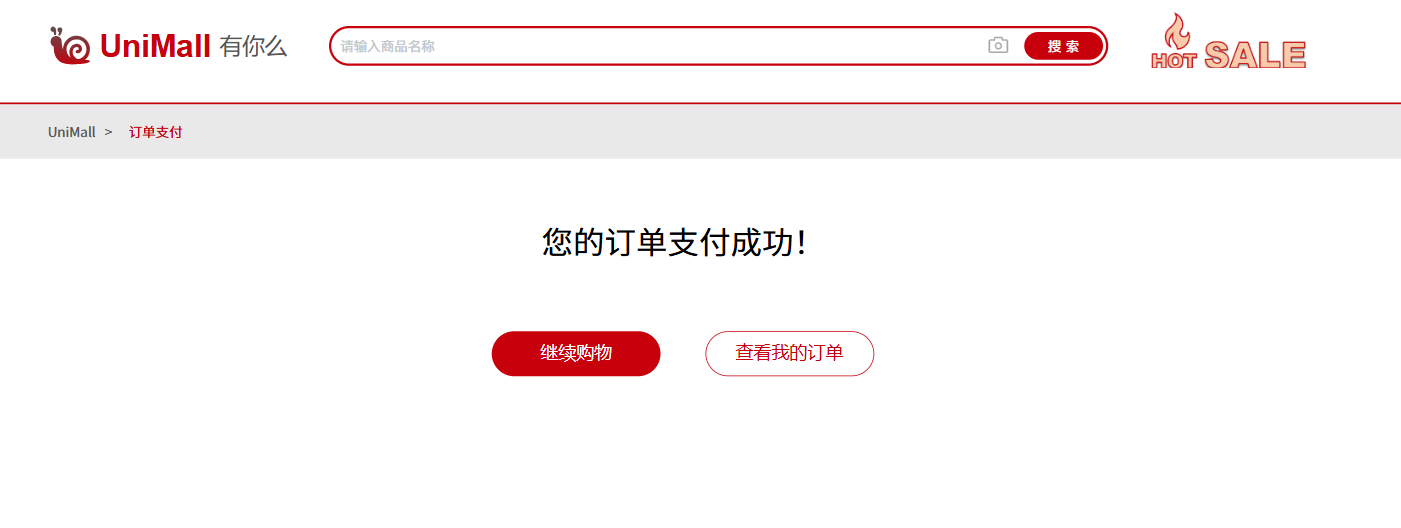 UniMall 有你么
请输入商品名称
搜 索
HOT SALE
UniMall > 订单支付
您的订单支付成功！
继续购物
查看我的订单